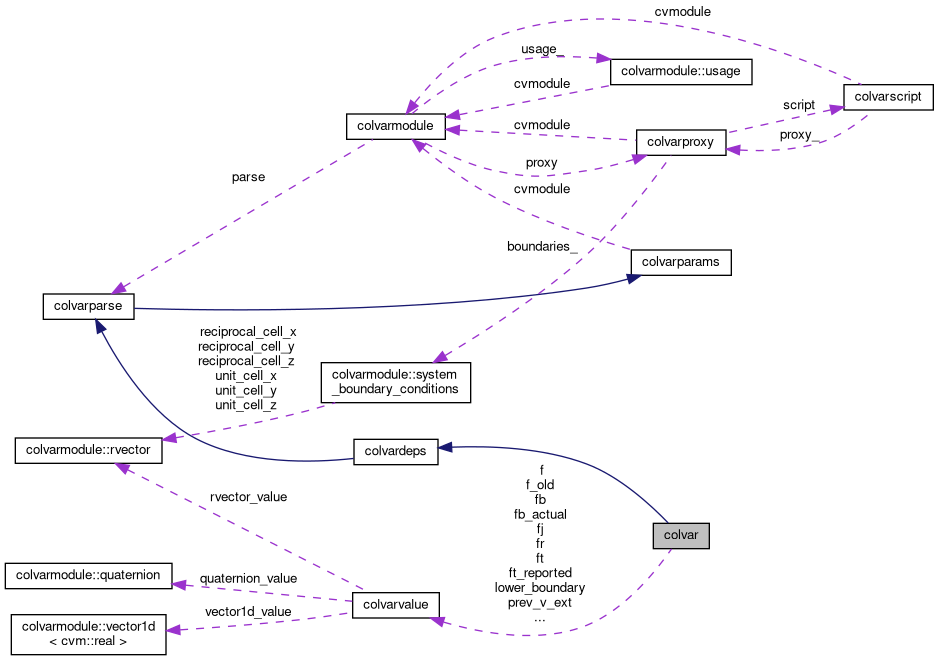 cvmodule
usage_
colvarmodule::usage
cvmodule
colvarscript
script
colvarmodule
cvmodule
colvarproxy
proxy_
proxy
parse
cvmodule
boundaries_
colvarparams
colvarparse
reciprocal_cell_x
reciprocal_cell_y
reciprocal_cell_z
unit_cell_x
unit_cell_y
unit_cell_z
colvarmodule::system
_boundary_conditions
colvarmodule::rvector
colvardeps
f
f_old
fb
fb_actual
fj
fr
ft
ft_reported
lower_boundary
prev_v_ext
...
rvector_value
colvar
colvarmodule::quaternion
quaternion_value
colvarvalue
vector1d_value
colvarmodule::vector1d
< cvm::real >